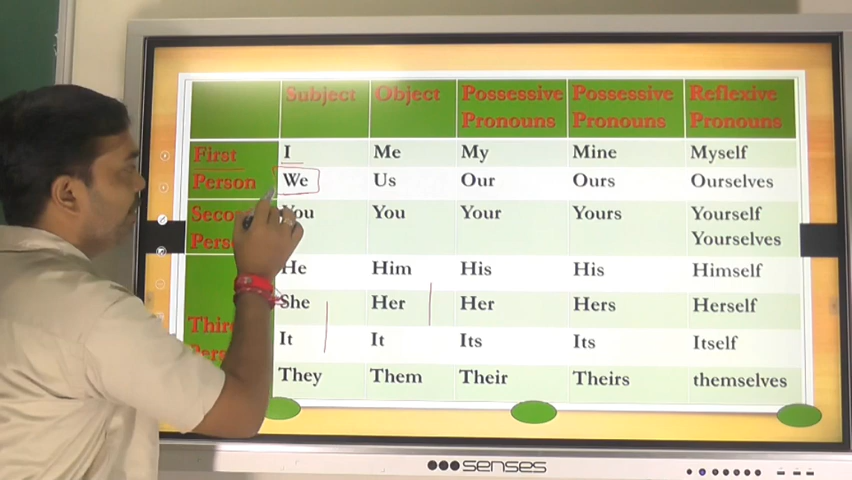 Subject Object Possessive Possessive Reflexive
Pronouns Pronouns Pronouns
First I Me My Mine Myself
Person We Us Our Ours Ourselves
You You Your Yours Yourself
Yourselves
He Him His His Himself
She Her Her Hers Herself
It It Its Its Itself
They Them Their Theirs themselves
senses